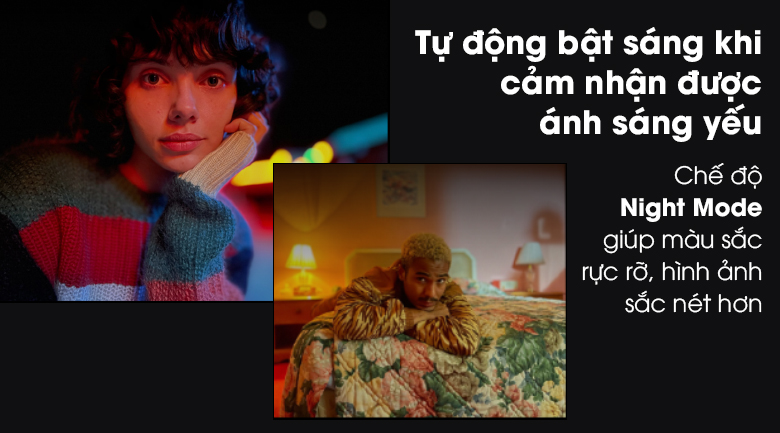 Tự động bật sáng khi
cảm nhận được
ánh sáng yếu
Chế độ
Night Mode
giúp màu sắc
rực rỡ, hình ảnh
sắc nét hơn